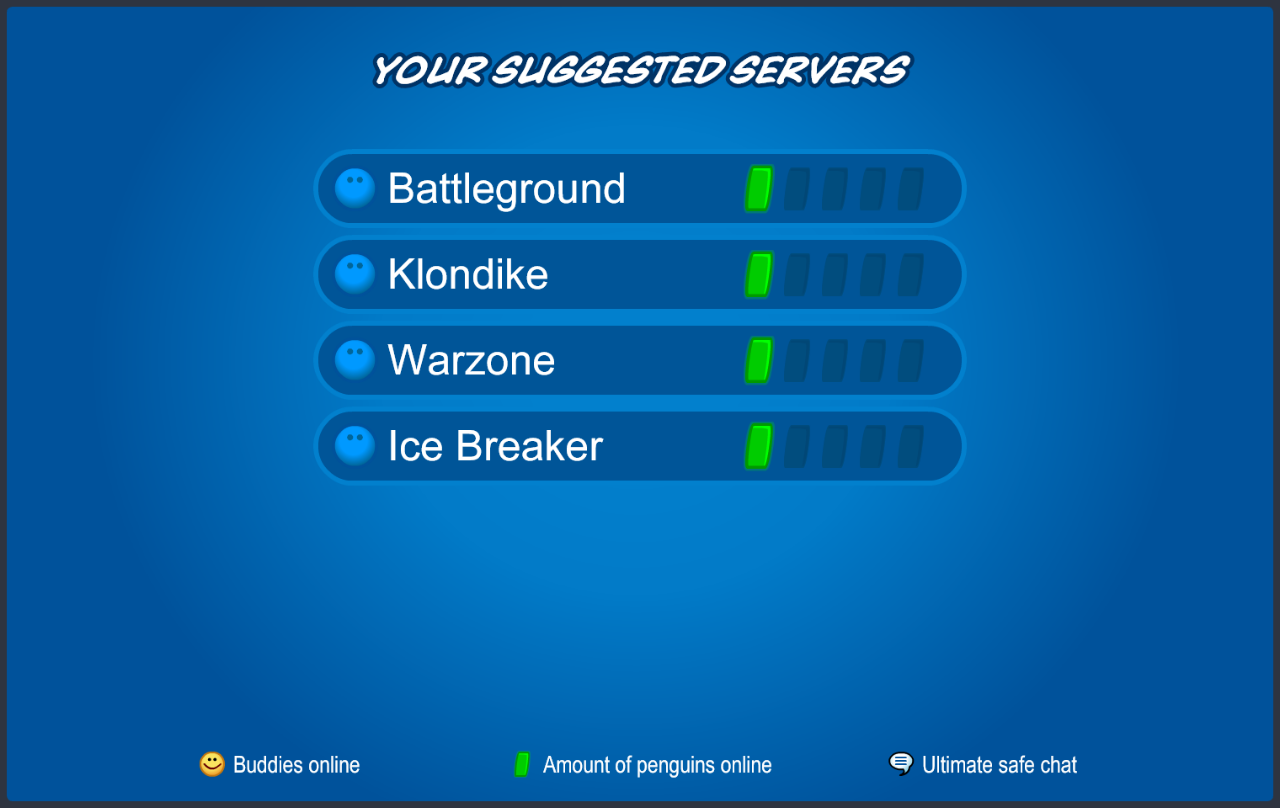 YOUR SUGGESTED SERVERS
Battleground
Klondike
Warzone
Ice Breaker
Buddies online
Amount of penguins online
Ultimate safe chat